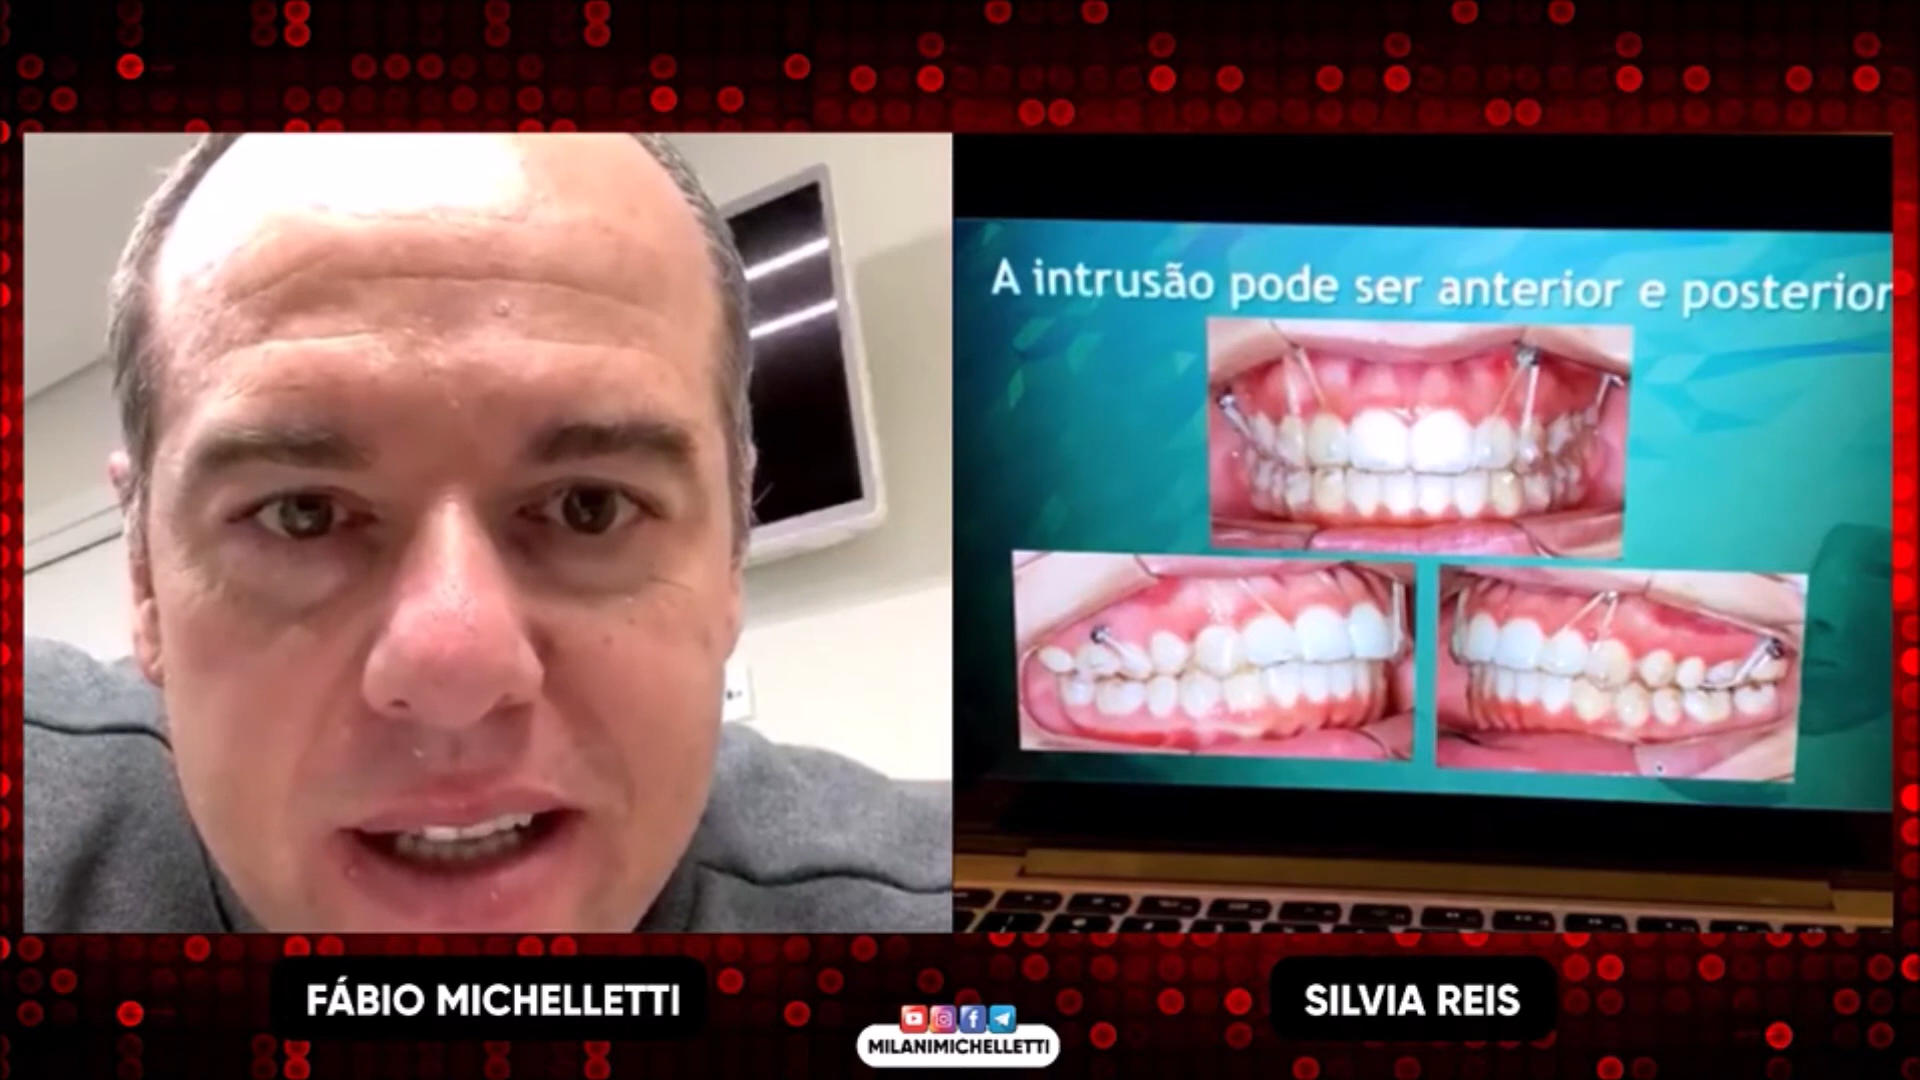 A intrusão pode ser anterior e posterior
FÁBIO MICHELLETTI
SILVIA REIS
MILANIMICHELLETTI